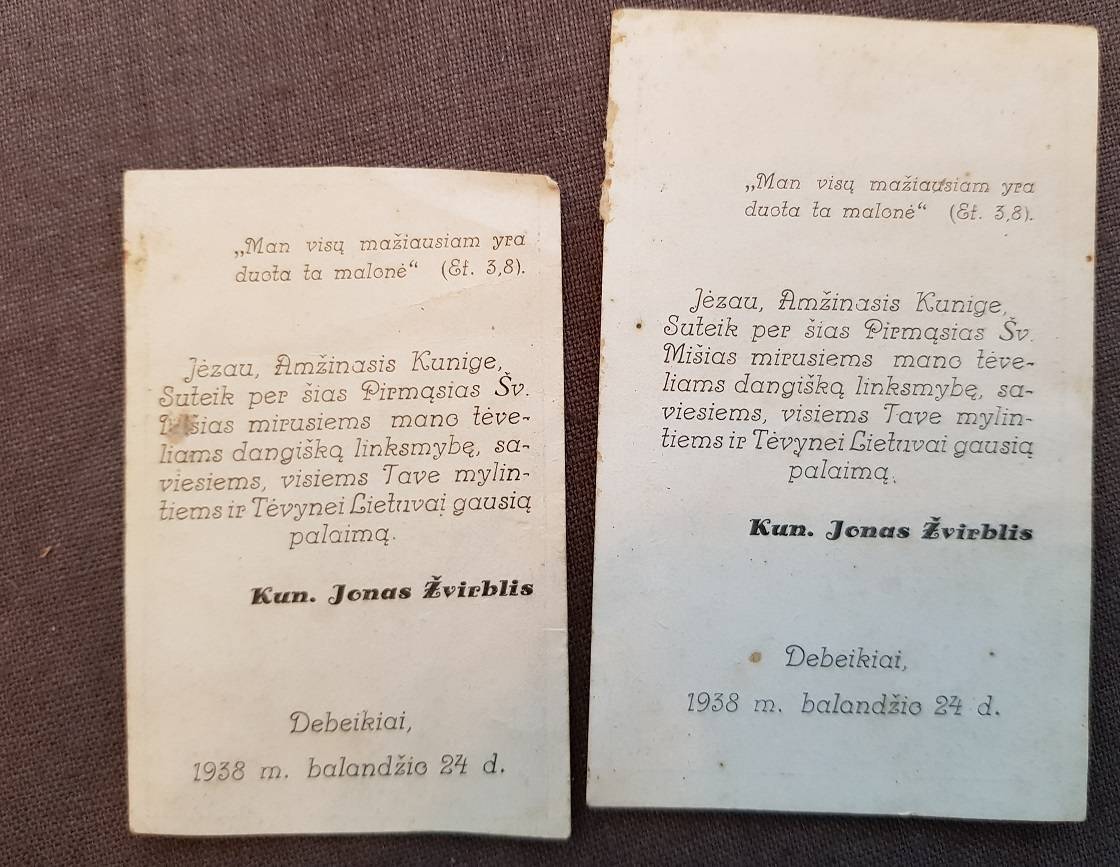 „Man visų mažiausiam yra
duota ta malonė“ (Ef. 3,8).
Jėzau, Amžinasis Kunige,
Suteik per šias Pirmąsias Šv.
Mišias mirusiems mano tėve-
liams dangišką linksmybę, sa-
viesiems, visiems Tave mylin-
tiems ir Tėvynei Lietuvai gausią
palaimą.
Kun. Jonas Žvirblis
Debeikiai,
1938 m. balandžio 24 d.
„Man visų mažiausiam yra
duota ta malonė“ (Ef. 3,8).
Jėzau, Amžinasis Kunige,
Suteik per šias Pirmąsias Šv.
Mišias mirusiems mano tėve-
liams dangišką linksmybę, sa-
viesiems, visiems Tave mylin-
tiems ir Tėvynei Lietuvai gausią
palaimą.
Kun. Jonas Žvirblis
Debeikiai,
1938 m. balandžio 24 d.